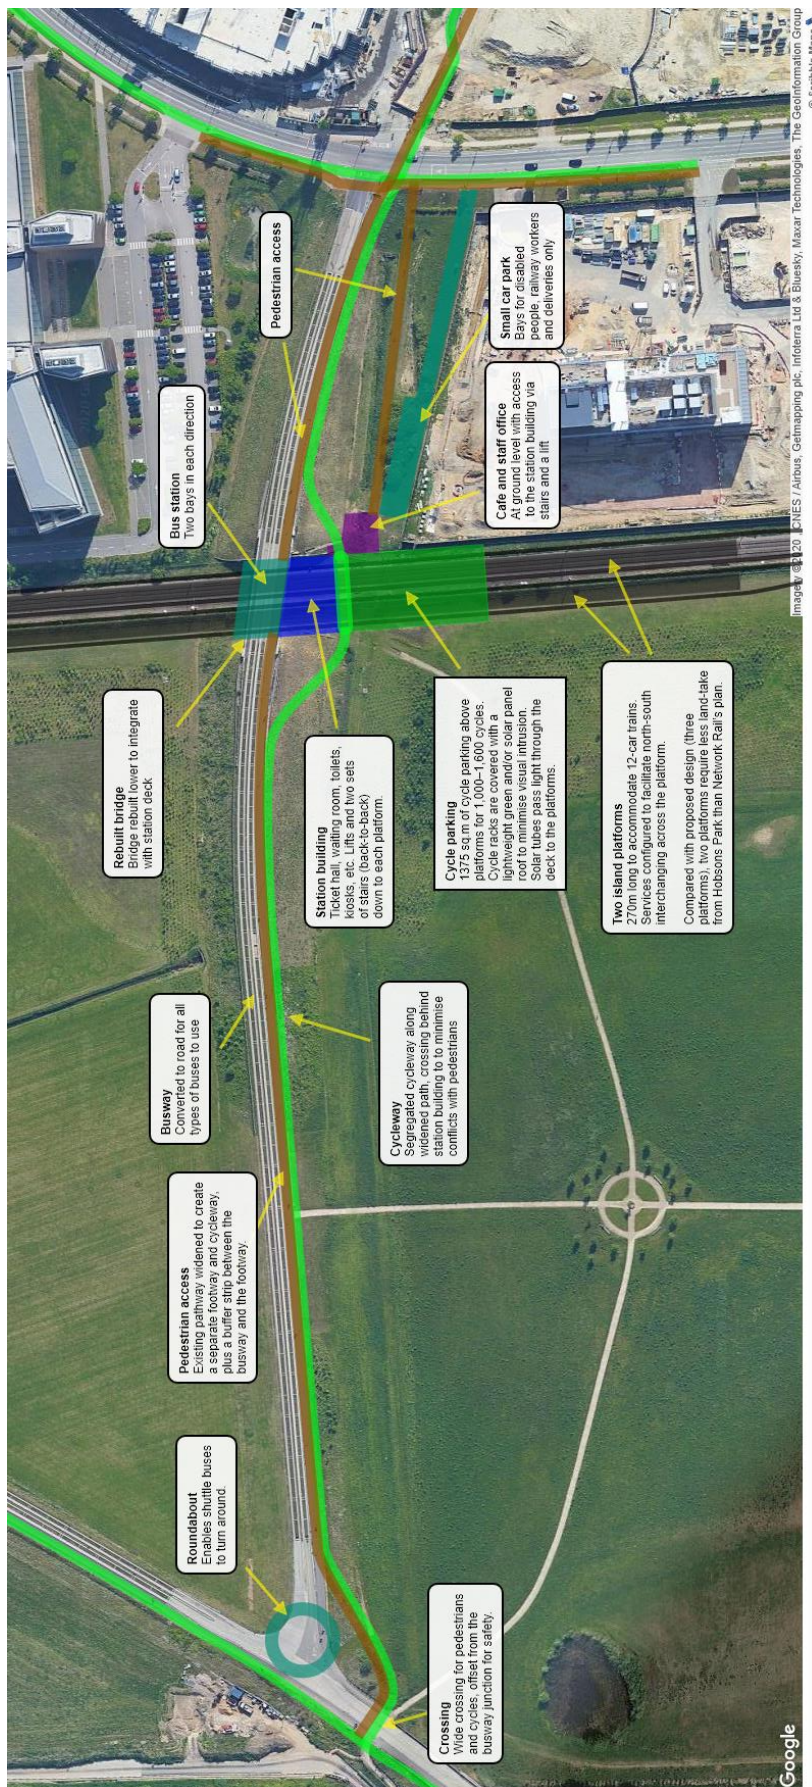 Roundabout
Enables shuttle buses
to turn around.
Pedestrian access
Existing pathway widened to create
a separate footway and cycleway,
plus a buffer strip between the
busway and the footway.
Busway
Converted to road for all
types of buses to use
Rebuilt bridge
Bridge rebuilt lower to integrate
with station deck
Bus station
Two bays in each direction
Pedestrian access
Crossing
Wide crossing for pedestrians
and cycles, offset from the
busway junction for safety.
Cycleway
Segregated cycleway along
widened path, crossing behind
station building to to minimise
conflicts with pedestrians
Station building
Ticket hall, waiting room, toilets,
kiosks, etc. Lifts and two sets
of stairs (back-to-back)
down to each platform.
Cycle parking
1375 sq.m of cycle parking above
platforms for 1,000–1,600 cycles.
Cycle racks are covered with a
lightweight green and/or solar panel
roof to minimise visual intrusion.
Solar tubes pass light through the
deck to the platforms.
Cafe and staff office
At ground level with access
to the station building via
stairs and a lift
Small car park
Bays for disabled
people, railway workers
and deliveries only
Two island platforms
270m long to accommodate 12-car trains.
Services configured to facilitate north-south
interchanging across the platform.
Compared with proposed design (three
platforms), two platforms require less land-take
from Hobsons Park than Network Rail's plan.
Google
Imagery ©2020 , CNES / Airbus, Getmapping plc, Infoterra Ltd & Bluesky, Maxar Technologies, The GeoInformation Group